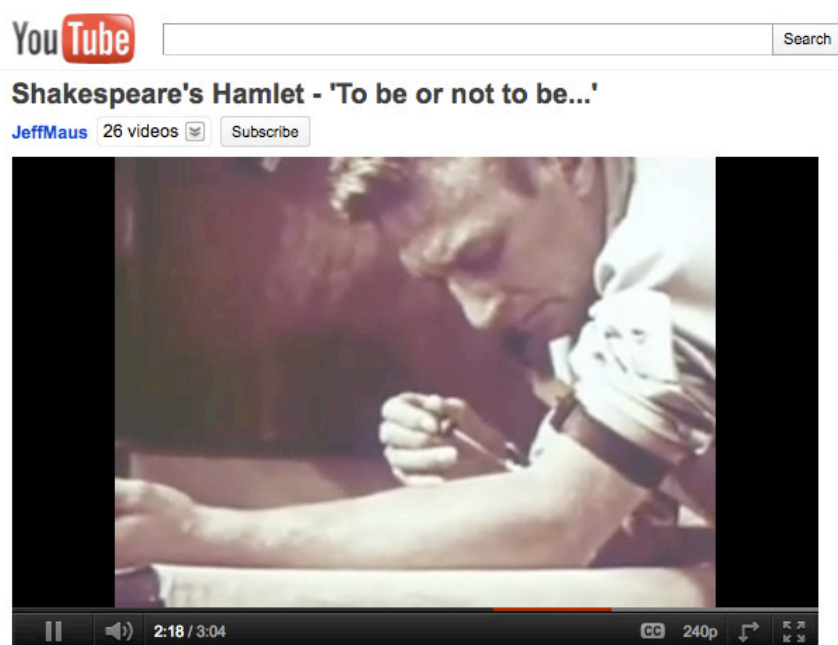 YouTube
Search
Shakespeare's Hamlet - 'To be or not to be...'
JeffMaus 26 videos Subscribe
2:18 / 3:04 CC 240p